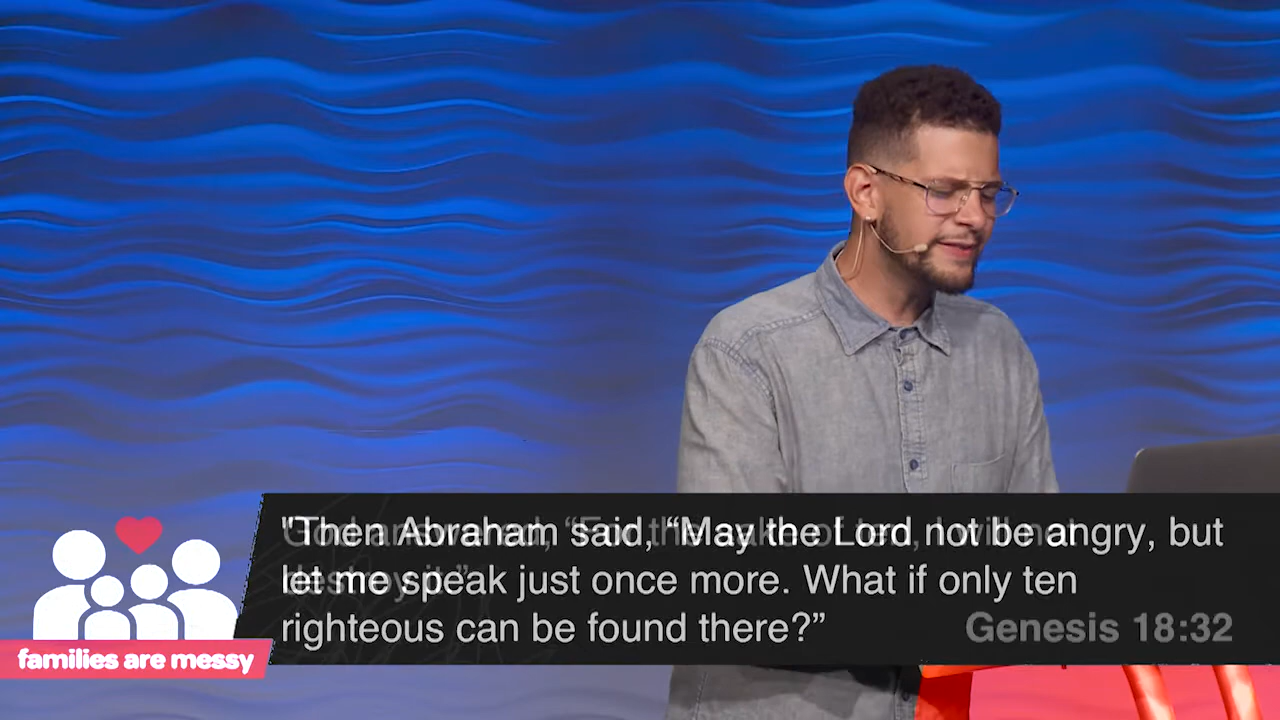 "Then Abraham said, “May the Lord not be angry, but
let me speak just once more. What if only ten
righteous can be found there?”
Genesis 18:32
families are messy